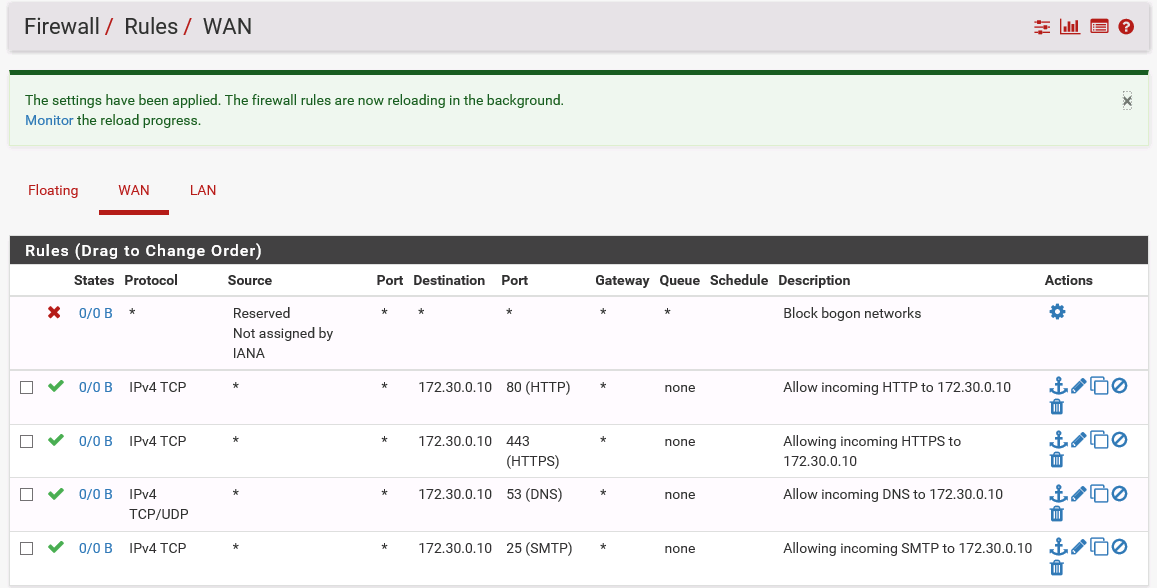 Firewall / Rules / WAN
The settings have been applied. The firewall rules are now reloading in the background.
Monitor the reload progress.
Floating WAN LAN
Rules (Drag to Change Order)
States Protocol Source Port Destination Port Gateway Queue Schedule Description Actions
0/0 B * Reserved * * * * * Block bogon networks
Not assigned by
IANA
0/0 B IPv4 TCP * * 172.30.0.10 80 (HTTP) * none Allow incoming HTTP to 172.30.0.10
0/0 B IPv4 TCP * * 172.30.0.10 443 * none Allowing incoming HTTPS to
(HTTPS) 172.30.0.10
0/0 B IPv4 * * 172.30.0.10 53 (DNS) * none Allow incoming DNS to 172.30.0.10
TCP/UDP
0/0 B IPv4 TCP * * 172.30.0.10 25 (SMTP) * none Allowing incoming SMTP to 172.30.0.10